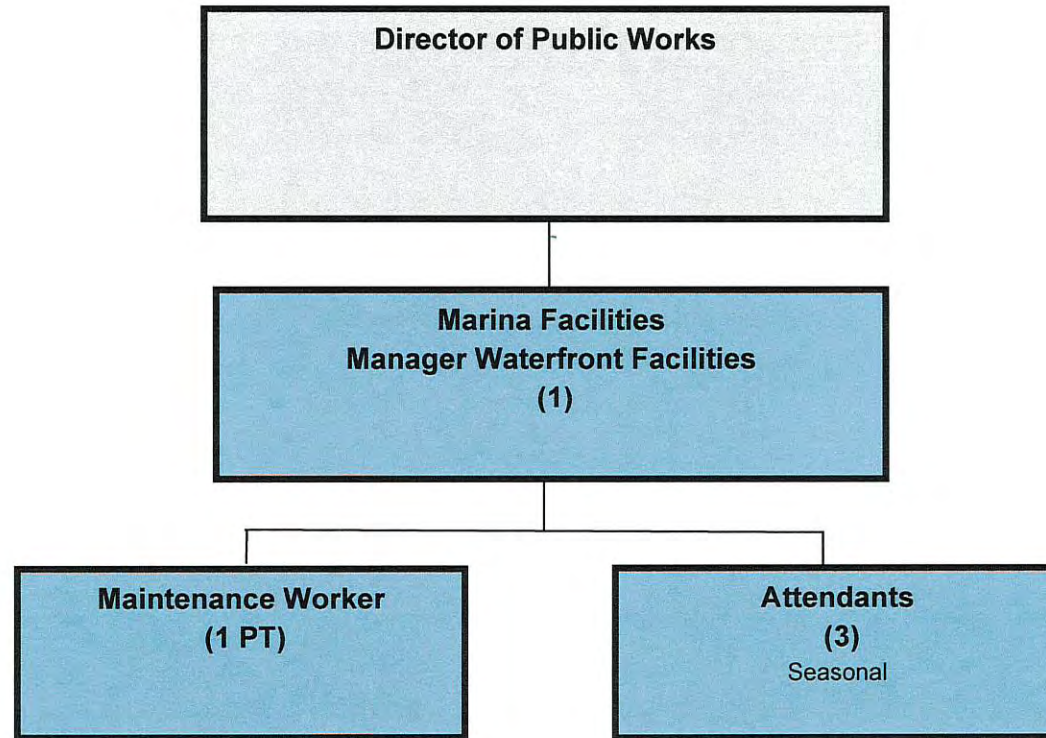 Director of Public Works
Marina Facilities
Manager Waterfront Facilities
(1)
Maintenance Worker
(1 PT)
Attendants
(3)
Seasonal